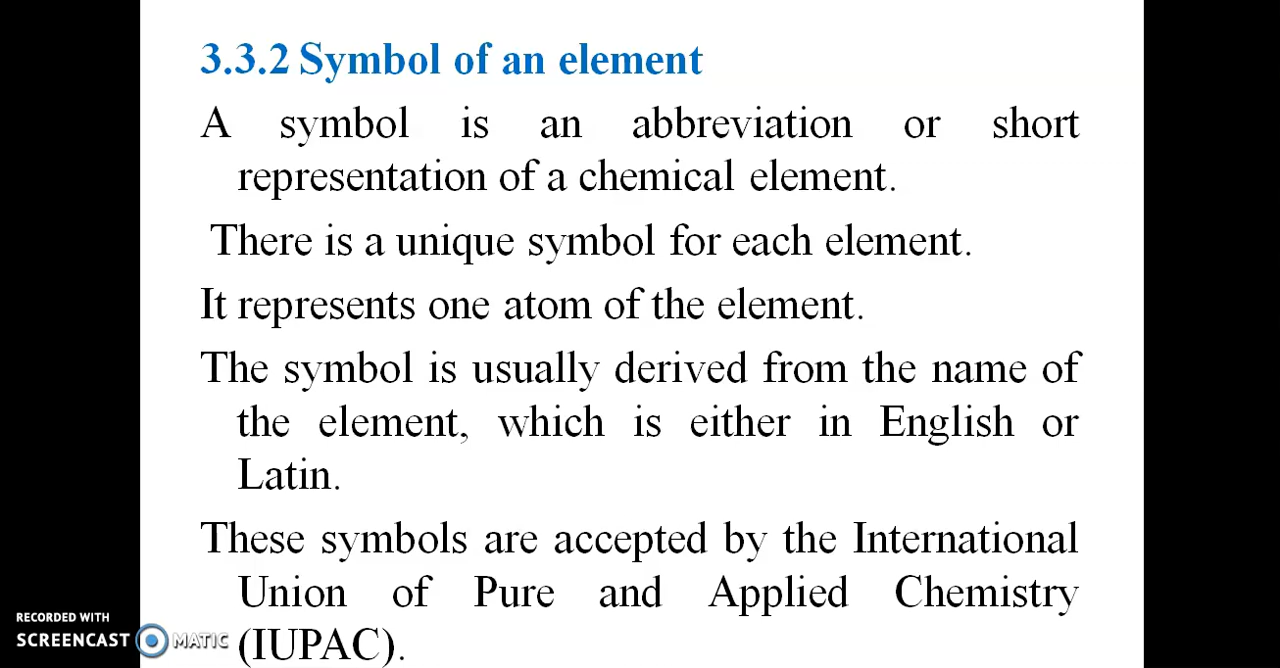 3.3.2 Symbol of an element
A symbol is an abbreviation or short
representation of a chemical element.
There is a unique symbol for each element.
It represents one atom of the element.
The symbol is usually derived from the name of
the element, which is either in English or
Latin.
These symbols are accepted by the International
Union of Pure and Applied Chemistry
(IUPAC).
RECORDED WITH
SCREENCAST MATIC